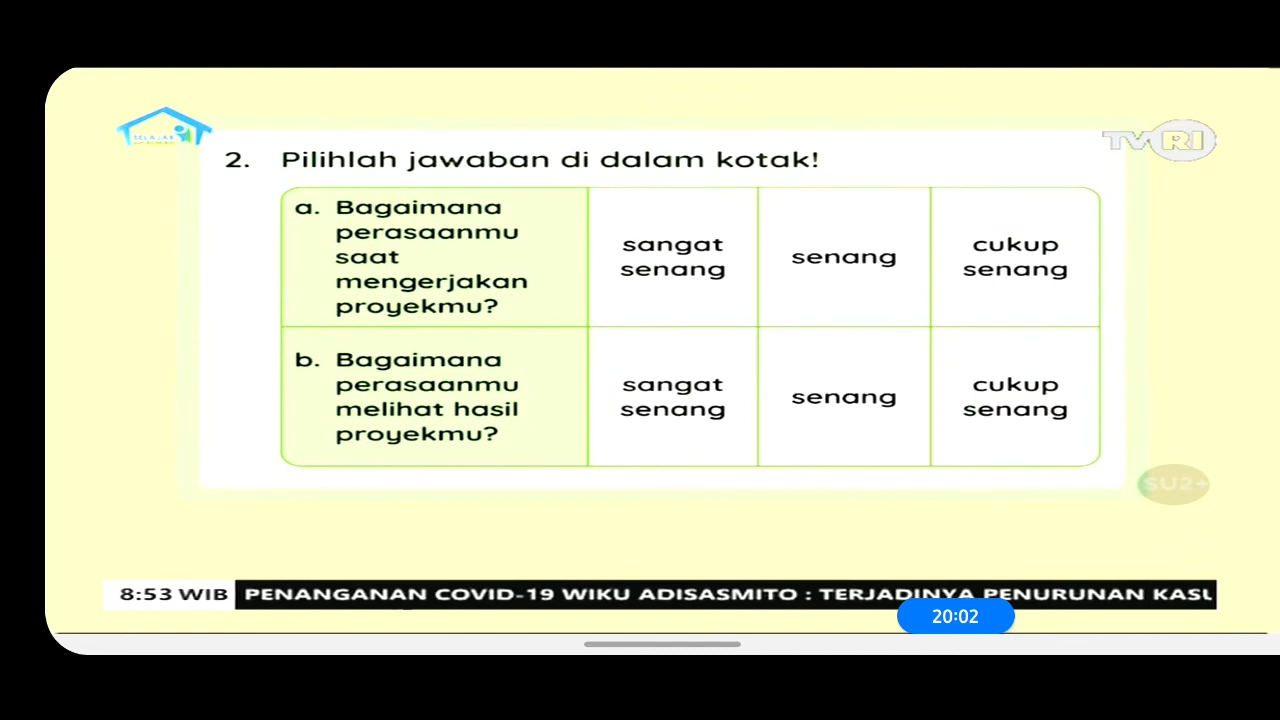 BELAJAR
TVRI
2. Pilihlah jawaban di dalam kotak!
a. Bagaimana
perasaanmu
saat
mengerjakan
proyekmu?
sangat
senang
senang
cukup
senang
b. Bagaimana
perasaanmu
melihat hasil
proyekmu?
sangat
senang
senang
cukup
senang
SU2+
8:53 WIB PENANGANAN COVID-19 WIKU ADISASMITO : TERJADINYA PENURUNAN
20:02